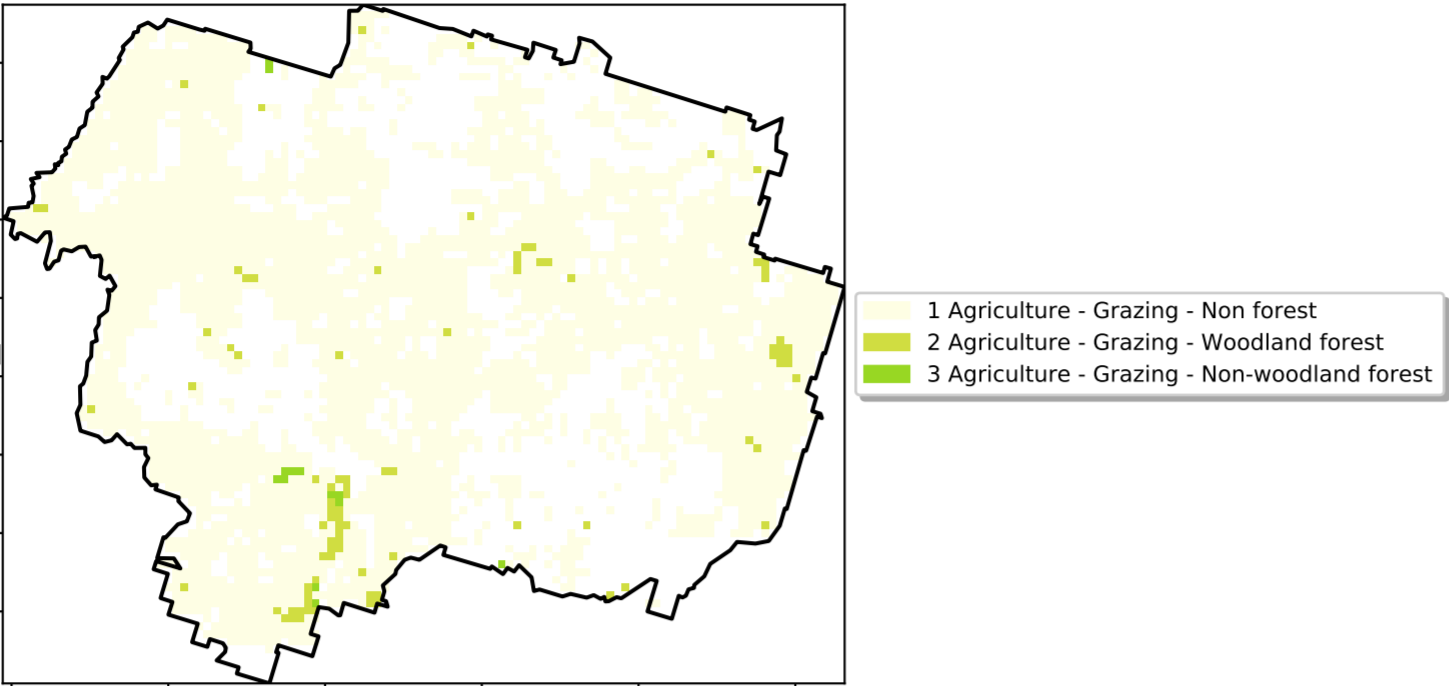 1 Agriculture - Grazing - Non forest
2 Agriculture - Grazing - Woodland forest
3 Agriculture - Grazing - Non-woodland forest